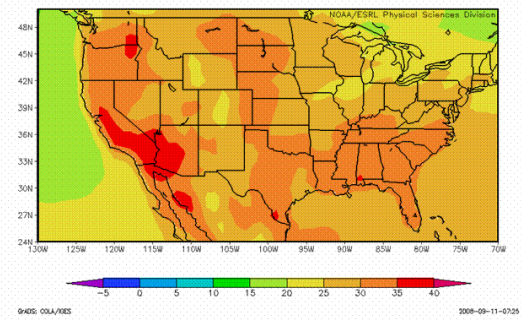 NOAA/ESRL Physical Sciences Division
48N
45N
42N
39N
36N
33N
30N
27N
24N
130W 125W 120W 115W 110W 105W 100W 95W 90W 85W 80W 75W 70W
-5 0 5 10 15 20 25 30 35 40
GrADS: COLA/IGES 2008-09-11-07:25